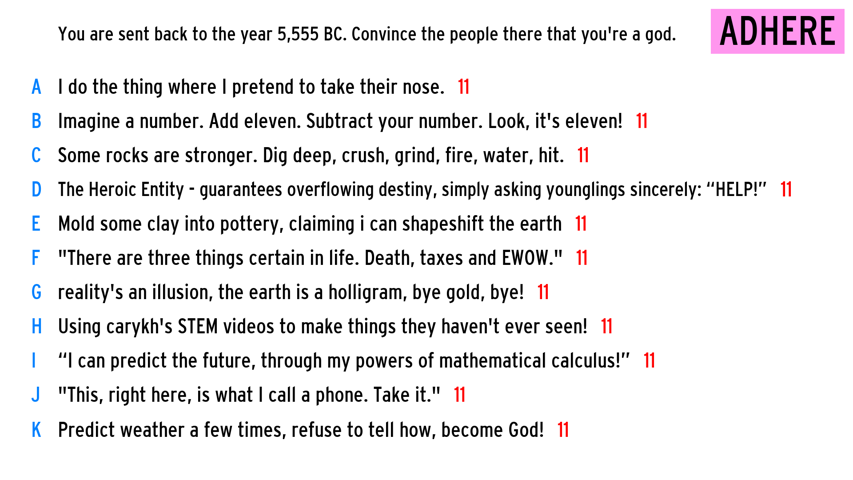 You are sent back to the year 5,555 BC. Convince the people there that you're a god.
ADHERE
A I do the thing where I pretend to take their nose. 11
B Imagine a number. Add eleven. Subtract your number. Look, it's eleven! 11
C Some rocks are stronger. Dig deep, crush, grind, fire, water, hit. 11
D The Heroic Entity - guarantees overflowing destiny, simply asking younglings sincerely: “HELP!” 11
E Mold some clay into pottery, claiming i can shapeshift the earth 11
F "There are three things certain in life. Death, taxes and EWOW." 11
G reality's an illusion, the earth is a holligram, bye gold, bye! 11
H Using carykh's STEM videos to make things they haven't ever seen! 11
I “I can predict the future, through my powers of mathematical calculus!” 11
J "This, right here, is what I call a phone. Take it." 11
K Predict weather a few times, refuse to tell how, become God! 11